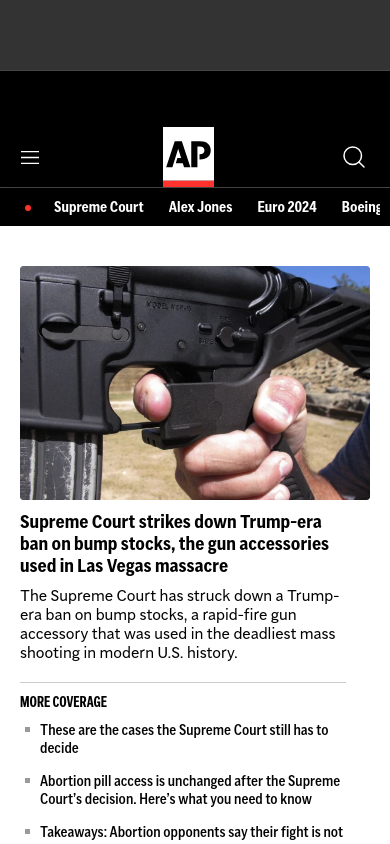 AP
Supreme Court Alex Jones Euro 2024 Boeing
Supreme Court strikes down Trump-era
ban on bump stocks, the gun accessories
used in Las Vegas massacre
The Supreme Court has struck down a Trump-
era ban on bump stocks, a rapid-fire gun
accessory that was used in the deadliest mass
shooting in modern U.S. history.
MORE COVERAGE
These are the cases the Supreme Court still has to
decide
Abortion pill access is unchanged after the Supreme
Court’s decision. Here’s what you need to know
Takeaways: Abortion opponents say their fight is not